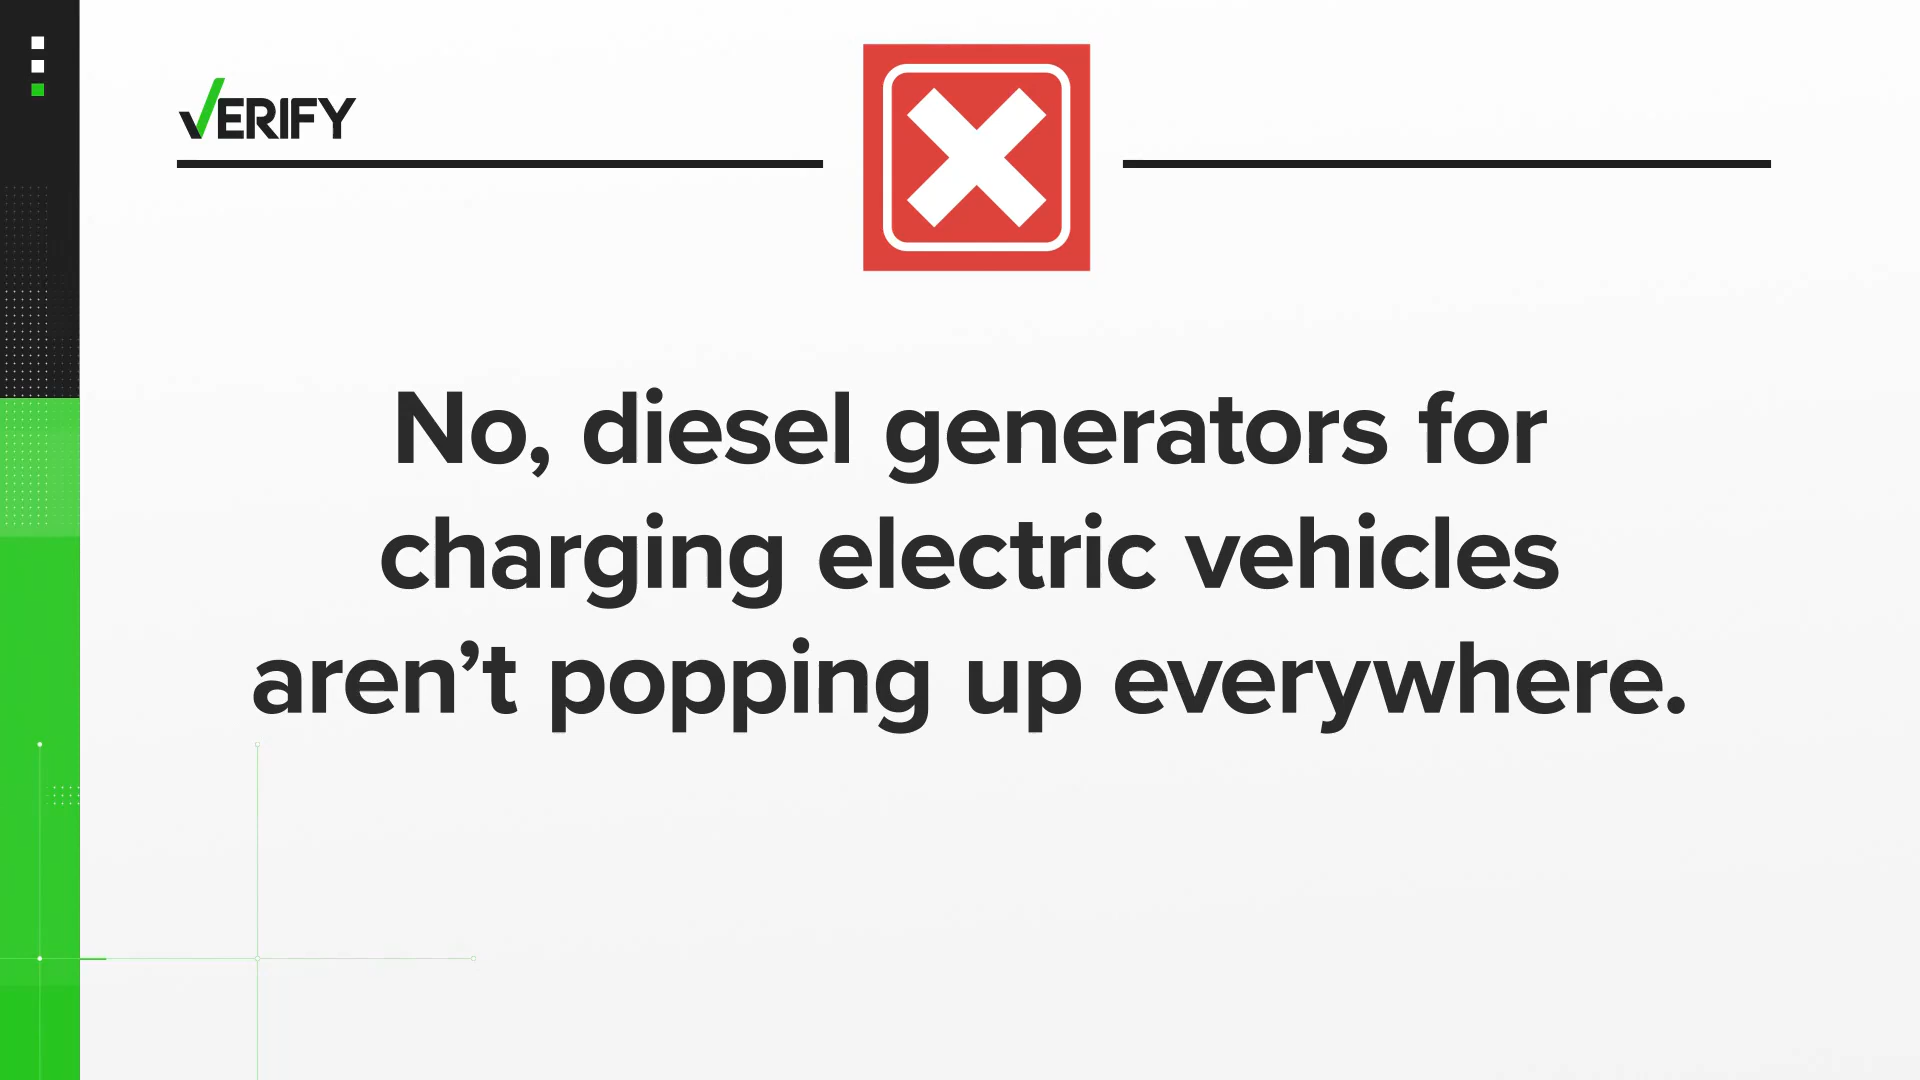 VERIFY
No, diesel generators for
charging electric vehicles
aren’t popping up everywhere.